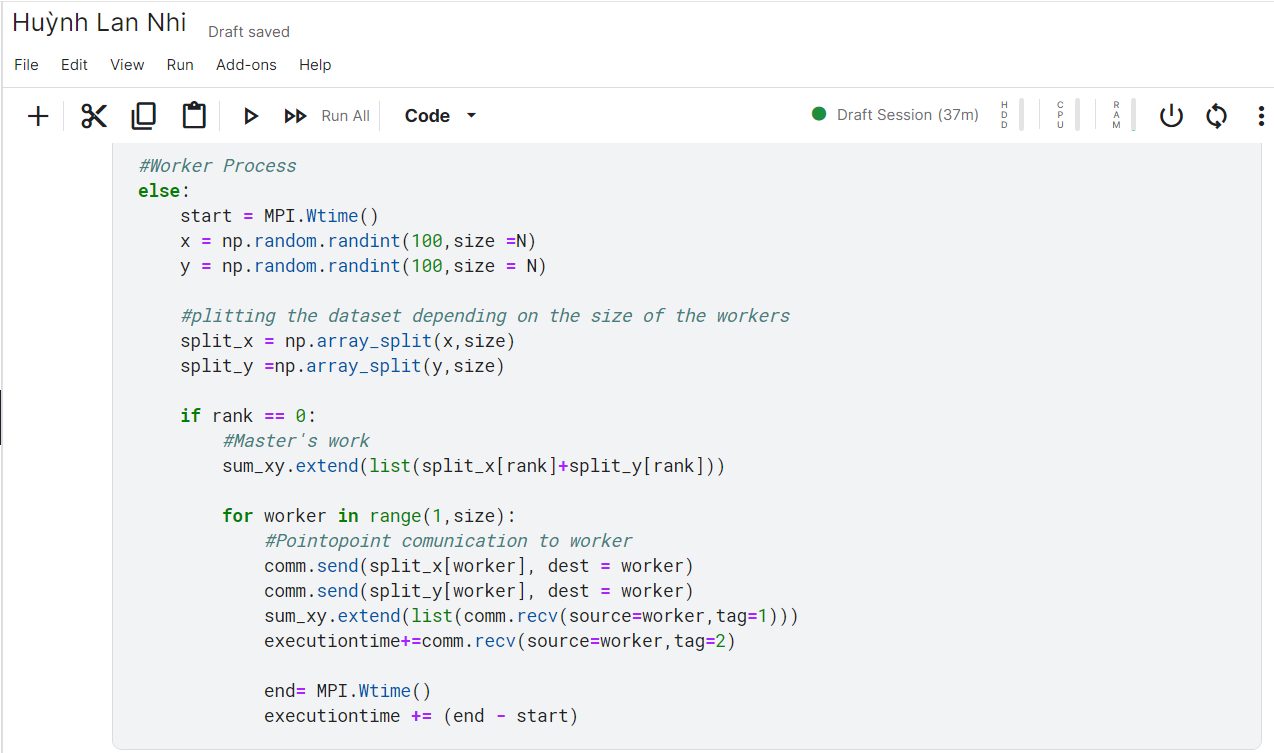 Huỳnh Lan Nhi Draft saved
File Edit View Run Add-ons Help
Run All Code Draft Session (37m) HDD CPU RAM
#Worker Process
else:
    start = MPI.Wtime()
    x = np.random.randint(100,size =N)
    y = np.random.randint(100,size = N)

    #plitting the dataset depending on the size of the workers
    split_x = np.array_split(x,size)
    split_y =np.array_split(y,size)

    if rank == 0:
        #Master's work
        sum_xy.extend(list(split_x[rank]+split_y[rank]))

        for worker in range(1,size):
            #Pointopoint comunication to worker
            comm.send(split_x[worker], dest = worker)
            comm.send(split_y[worker], dest = worker)
            sum_xy.extend(list(comm.recv(source=worker,tag=1)))
            executiontime+=comm.recv(source=worker,tag=2)

            end= MPI.Wtime()
            executiontime += (end - start)